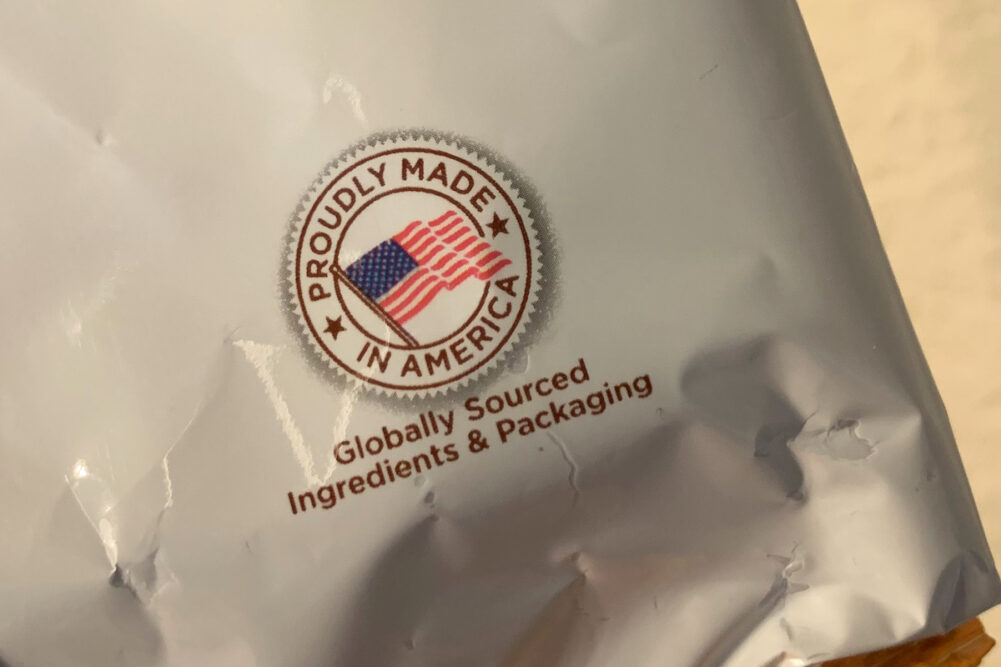 PROUDLY MADE
IN AMERICA
Globally Sourced
Ingredients & Packaging